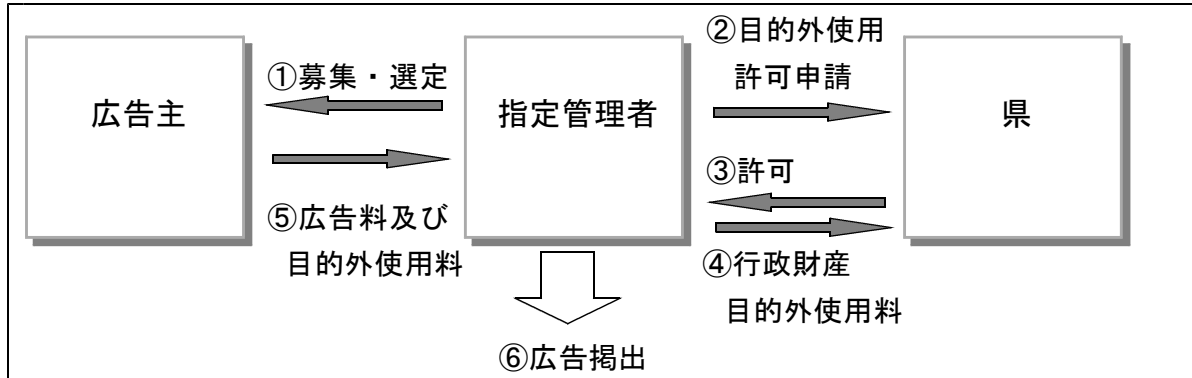 広告主
①募集・選定
⑤広告料及び
目的外使用料
指定管理者
⑥広告掲出
②目的外使用
許可申請
③許可
④行政財産
目的外使用料
県